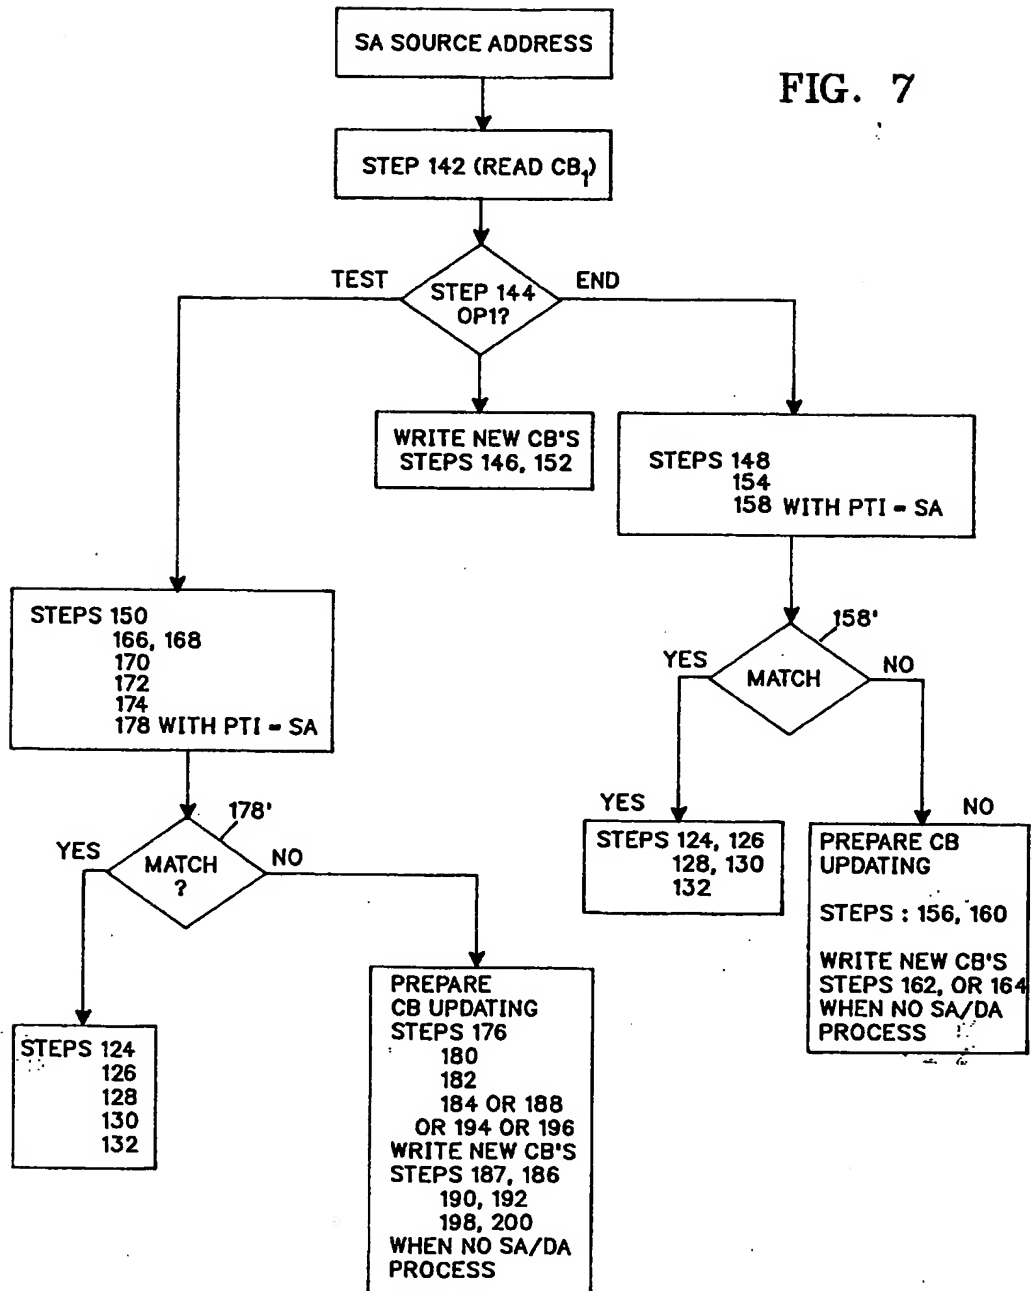 SA SOURCE ADDRESS
FIG. 7
STEP 142 (READ CB1)
TEST
STEP 144
OP1?
END
WRITE NEW CB'S
STEPS 146, 152
STEPS 148
154
158 WITH PTI = SA
STEPS 150
166, 168
170
172
174
178 WITH PTI = SA
158'
YES
MATCH
NO
178'
YES
MATCH
?
NO
YES
STEPS 124, 126
128, 130
132
NO
PREPARE CB
UPDATING
STEPS : 156, 160
WRITE NEW CB'S
STEPS 162, OR 164
WHEN NO SA/DA
PROCESS
STEPS 124
126
128
130
132
PREPARE
CB UPDATING
STEPS 176
180
182
184 OR 188
OR 194 OR 196
WRITE NEW CB'S
STEPS 187, 186
190, 192
198, 200
WHEN NO SA/DA
PROCESS